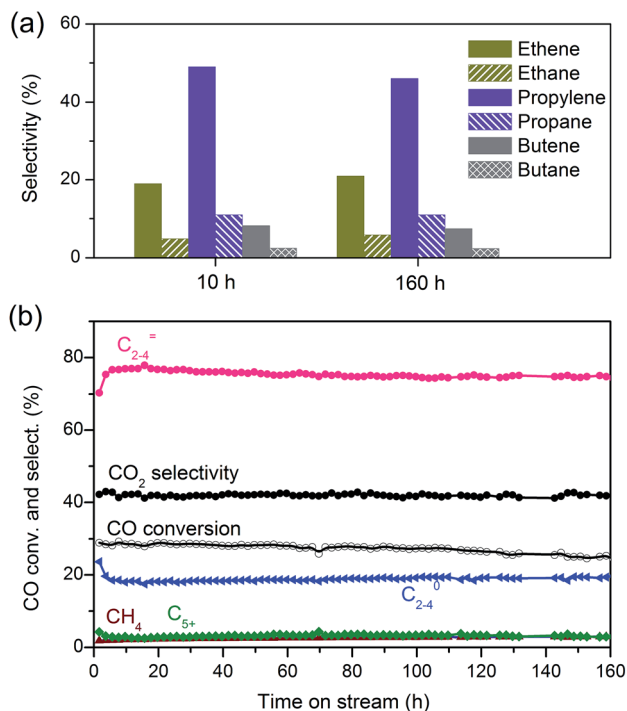 (a)
60
40
20
0
Selectivity (%)
Ethene
Ethane
Propylene
Propane
Butene
Butane
10 h
160 h
(b)
80
60
40
20
0
CO conv. and select. (%)
C2-4=
CO2 selectivity
CO conversion
C2-40
CH4
C5+
0 20 40 60 80 100 120 140 160
Time on stream (h)